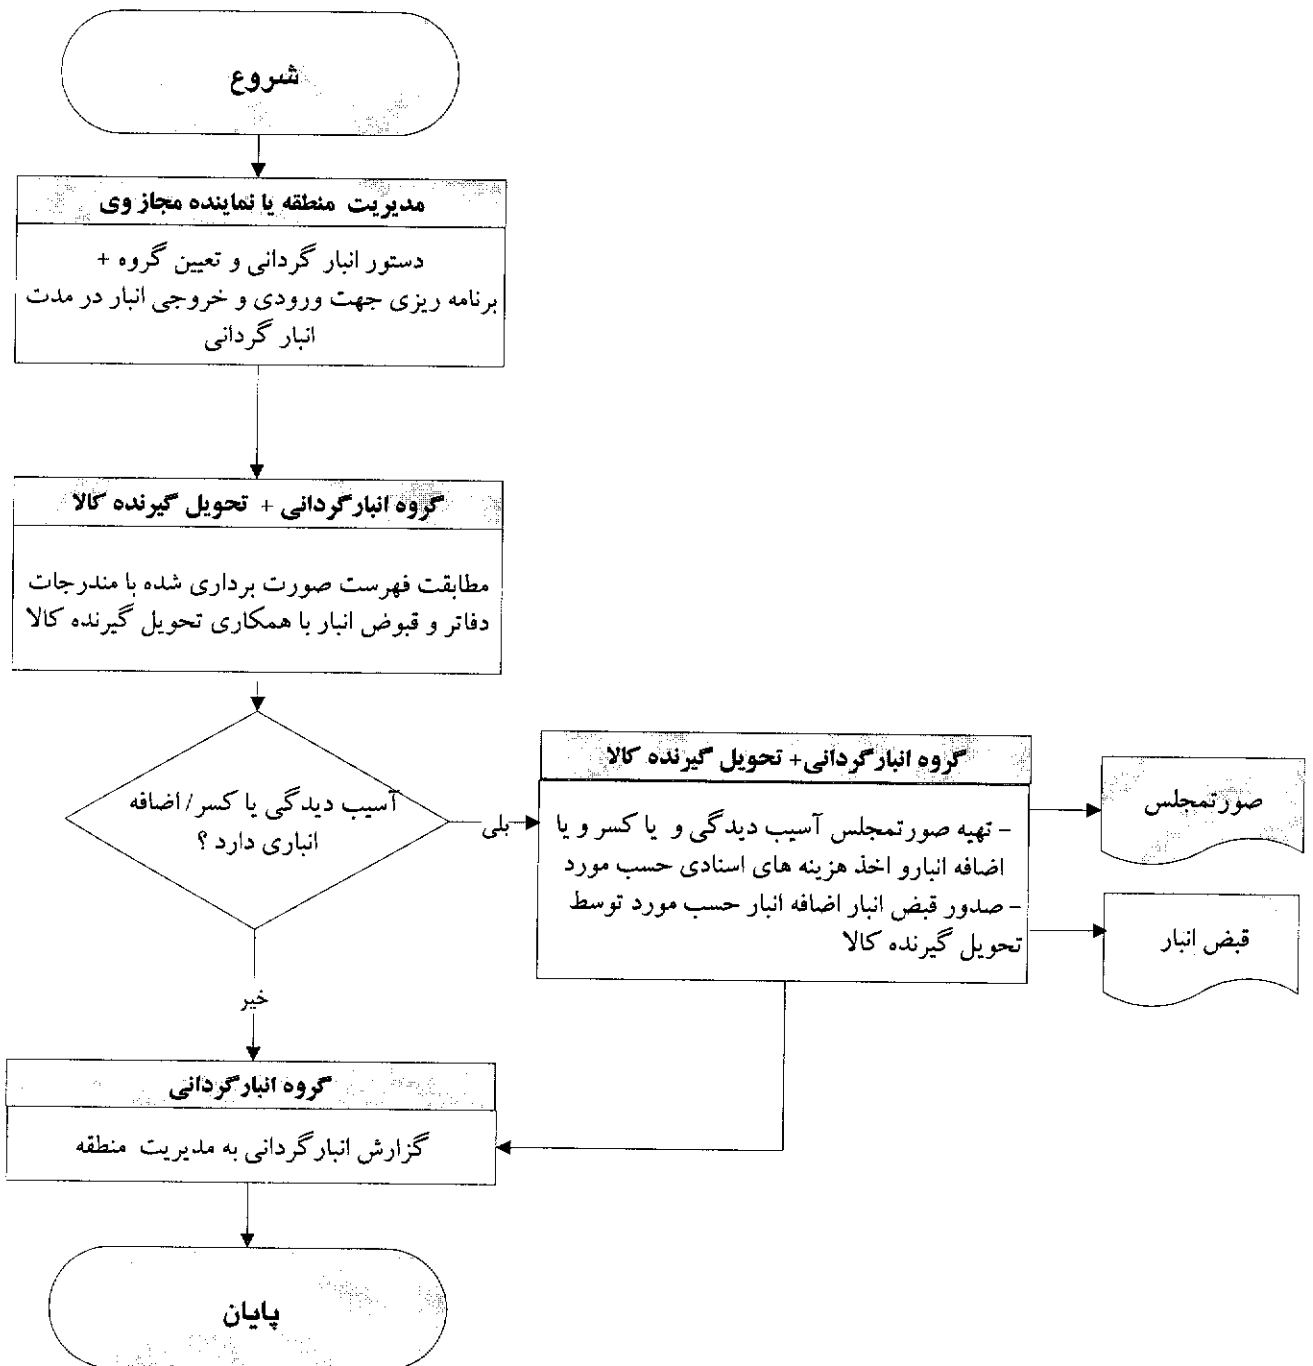 شروع
مدیریت منطقه یا نماینده مجاز وی
دستور انبار گردانی و تعیین گروه +
برنامه ریزی جهت ورودی و خروجی انبار در مدت
انبار گردانی
گروه انبارگردانی + تحویل گیرنده کالا
مطابقت فهرست صورت برداری شده با مندرجات
دفاتر و قبوض انبار با همکاری تحویل گیرنده کالا
آسیب دیدگی یا کسر/ اضافه
انباری دارد ؟
بلی
گروه انبارگردانی+ تحویل گیرنده کالا
- تهیه صورتمجلس آسیب دیدگی و یا کسر و یا
اضافه انبارو اخذ هزینه های اسنادی حسب مورد
- صدور قبض انبار اضافه انبار حسب مورد توسط
تحویل گیرنده کالا
صورتمجلس
قبض انبار
خیر
گروه انبارگردانی
گزارش انبارگردانی به مدیریت منطقه
پایان